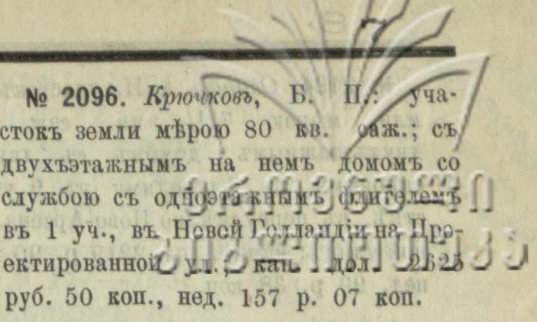 № 2096. Крючковъ, Б. П.: уча-
стокъ земли мѣрою 80 кв. саж.; съ
двухъэтажнымъ на немъ домомъ со
службою съ одноэтажнымъ флигелемъ
въ 1 уч., въ Новой Голландіи на Про-
ектированной ул., кап. дол. 2625
руб. 50 коп., нед. 157 р. 07 коп.
ეროვნული
ბიბლიოთეკა